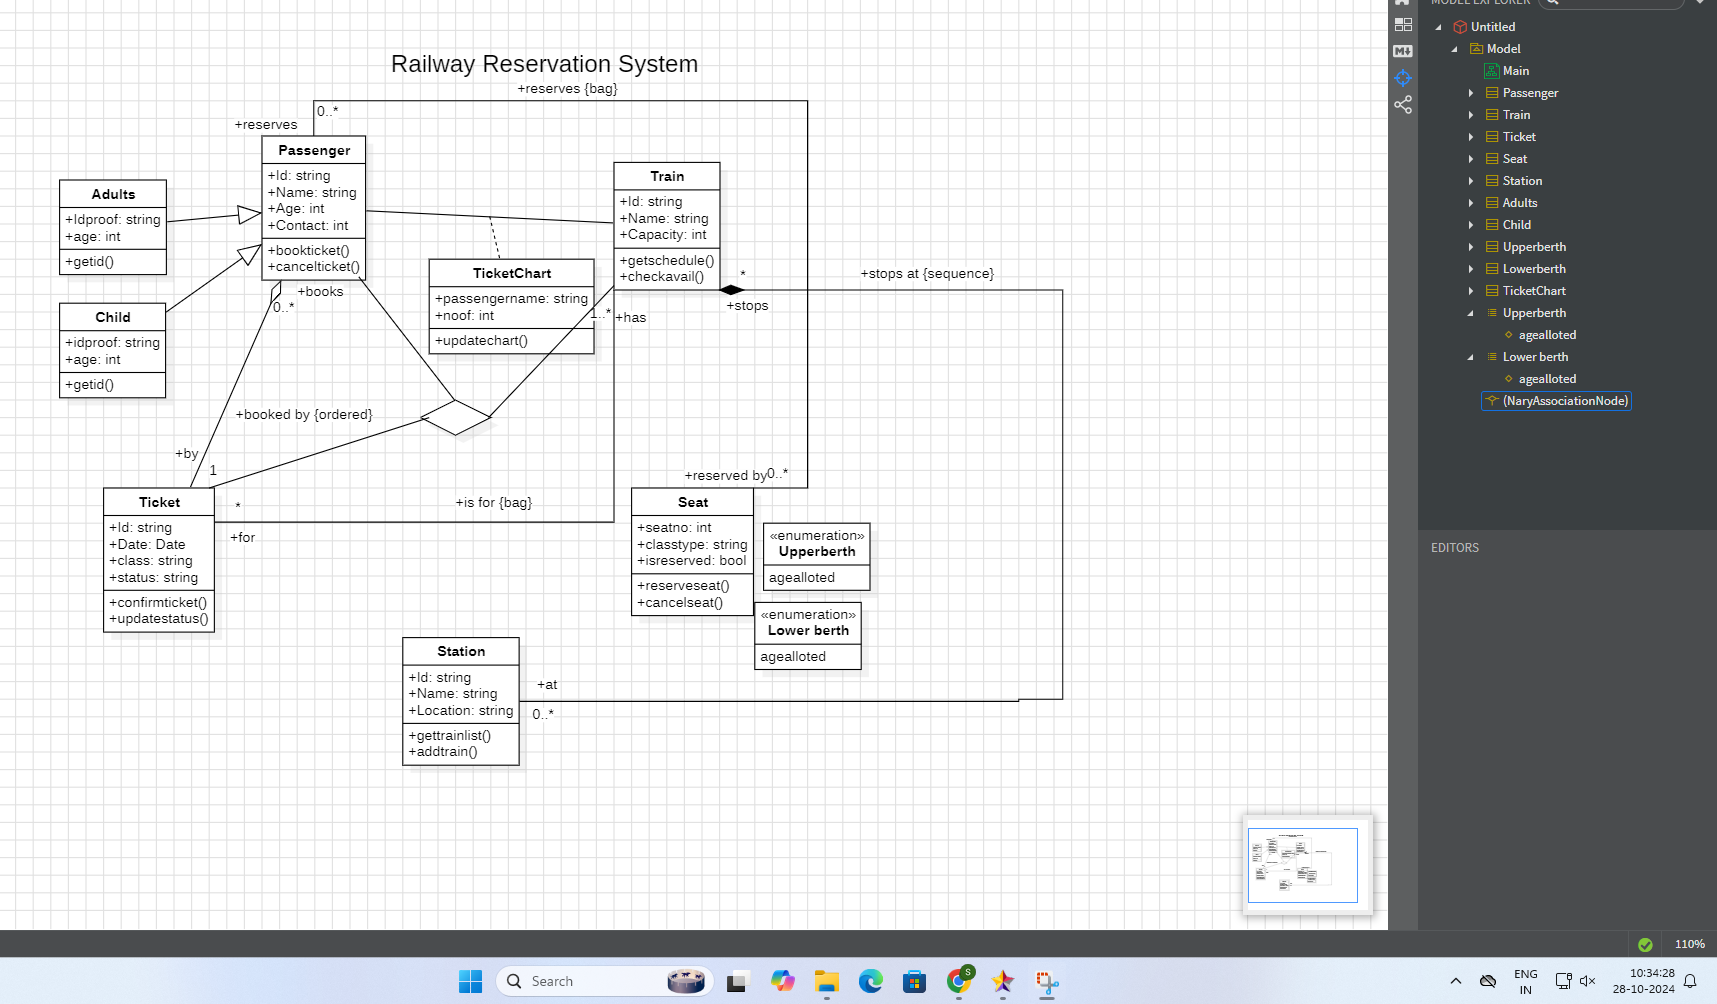 Railway Reservation System
+reserves {bag}
0..*
+reserves
Passenger
+Id: string
+Name: string
+Age: int
+Contact: int
+bookticket()
+cancelticket()
Adults
+Idproof: string
+age: int
+getid()
Train
+Id: string
+Name: string
+Capacity: int
+getschedule()
+checkavail()
TicketChart
+passengername: string
+noof: int
+updatechart()
*
+stops at {sequence}
+stops
+books
0..*
1..*
+has
Child
+idproof: string
+age: int
+getid()
+booked by {ordered}
+by
1
+reserved by
0..*
Ticket
+Id: string
+Date: Date
+class: string
+status: string
+confirmticket()
+updatestatus()
*
+is for {bag}
+for
Seat
+seatno: int
+classtype: string
+isreserved: bool
+reserveseat()
+cancelseat()
«enumeration»
Upperberth
agealloted
«enumeration»
Lower berth
agealloted
Station
+Id: string
+Name: string
+Location: string
+gettrainlist()
+addtrain()
+at
0..*
MODEL EXPLORER
Untitled
Model
Main
Passenger
Train
Ticket
Seat
Station
Adults
Child
Upperberth
Lowerberth
TicketChart
Upperberth
agealloted
Lower berth
agealloted
(NaryAssociationNode)
EDITORS
M
110%
Search
S
ENG
IN
10:34:28
28-10-2024